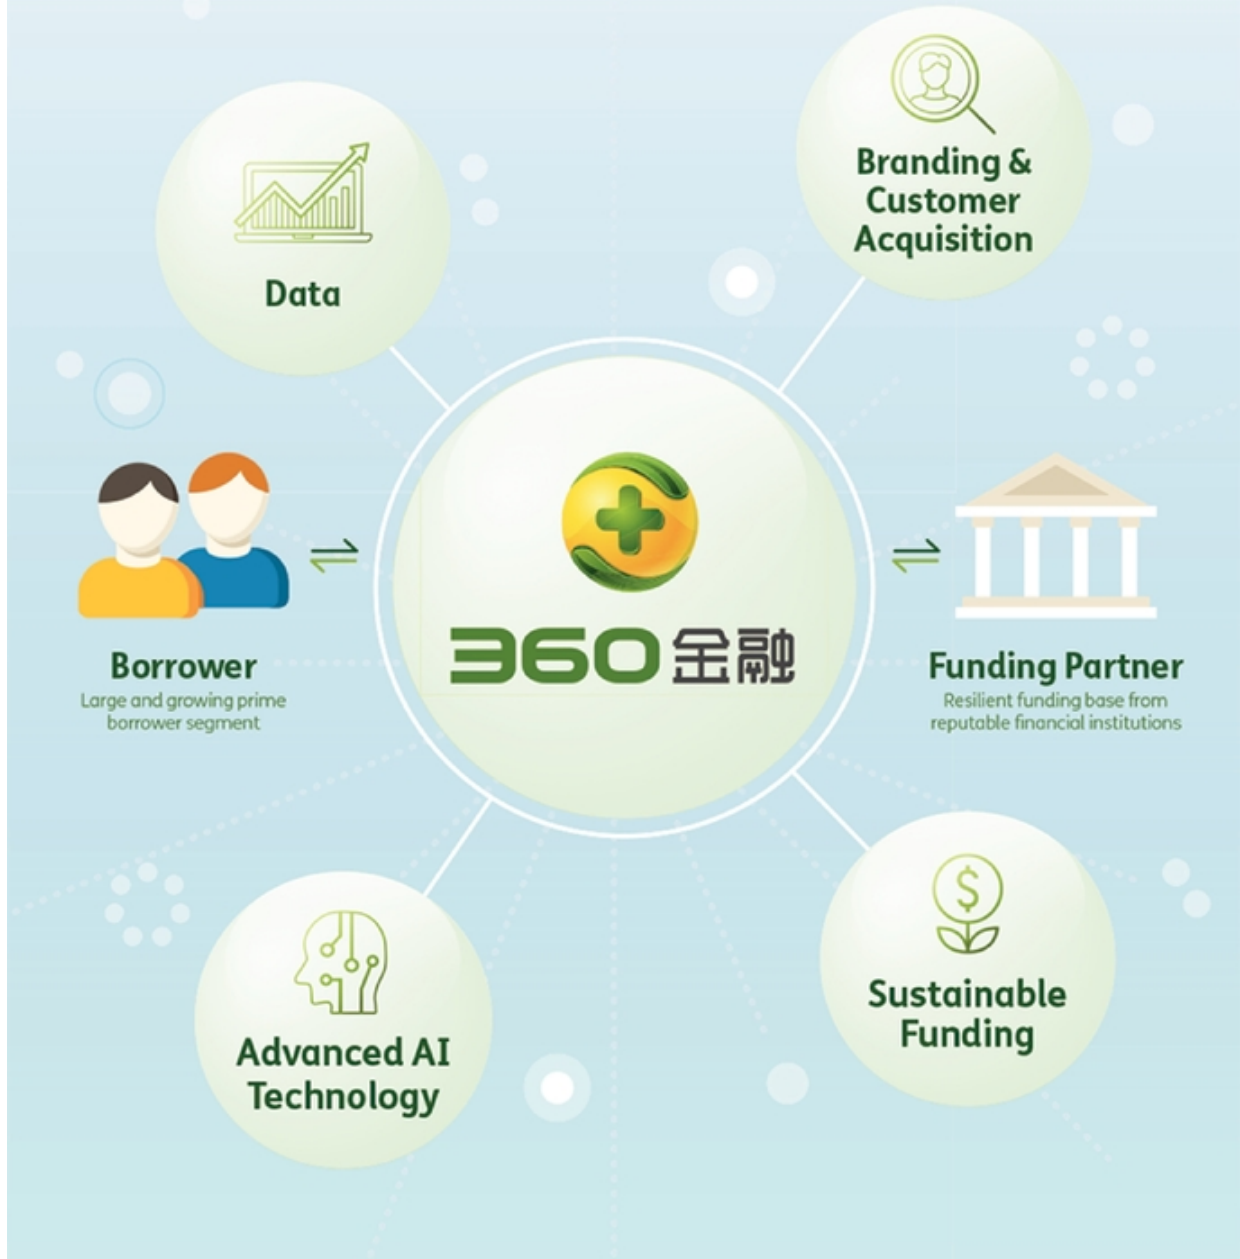 Branding &
Customer
Acquisition
Data
360金融
Borrower
Large and growing prime
borrower segment
Funding Partner
Resilient funding base from
reputable financial institutions
$
Sustainable
Funding
Advanced AI
Technology